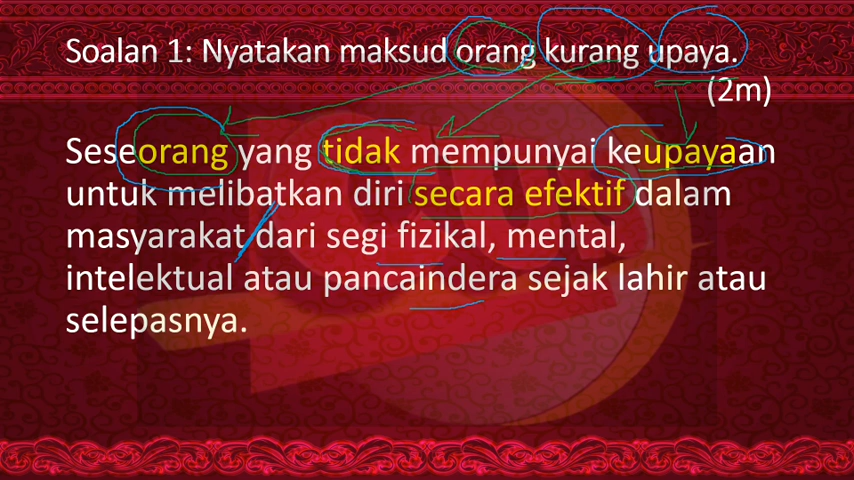 Soalan 1: Nyatakan maksud orang kurang upaya.
(2m)
Seseorang yang tidak mempunyai keupayaan
untuk melibatkan diri secara efektif dalam
masyarakat dari segi fizikal, mental,
intelektual atau pancaindera sejak lahir atau
selepasnya.